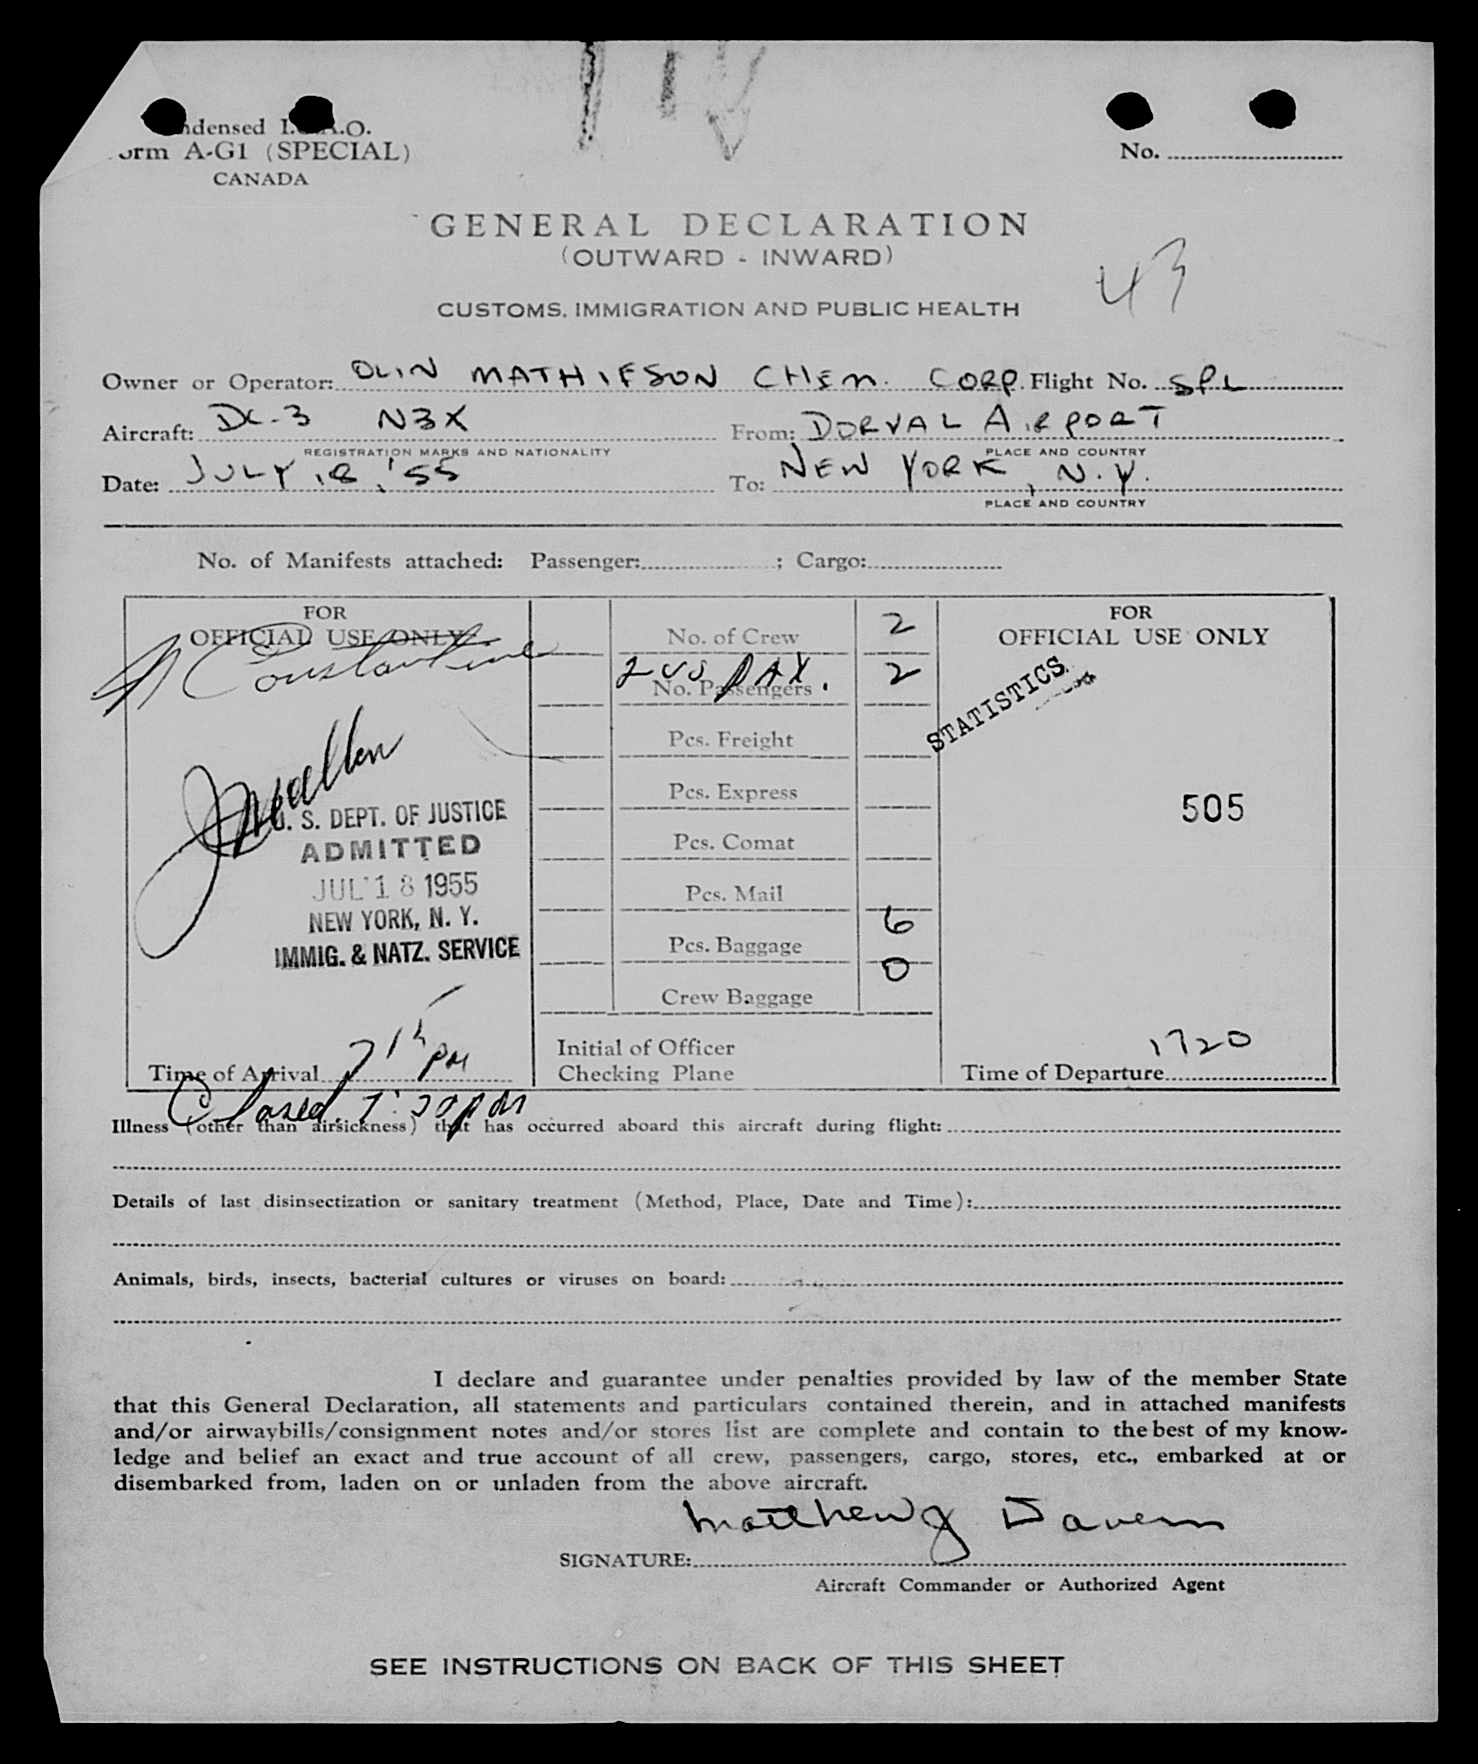 ndensed I. .O.
orm A-G1 (SPECIAL)
CANADA
No.
GENERAL DECLARATION
(OUTWARD - INWARD)
43
CUSTOMS, IMMIGRATION AND PUBLIC HEALTH
Owner or Operator: OLIN MATHIESON CHEM. CORP. Flight No. SPL
Aircraft: DC-3 N3X From: DORVAL AIRPORT
REGISTRATION MARKS AND NATIONALITY PLACE AND COUNTRY
Date: JULY 18, '55 To: NEW YORK, N.Y.
PLACE AND COUNTRY
No. of Manifests attached: Passenger: ; Cargo:
FOR
OFFICIAL USE ONLY
Constantine
U. S. DEPT. OF JUSTICE
ADMITTED
JUL 18 1955
NEW YORK, N. Y.
IMMIG. & NATZ. SERVICE
Time of Arrival 7 15 PM
Closed 7:20 pm
No. of Crew 2
2 US PAX.
No. Passengers 2
Pcs. Freight
Pcs. Express
Pcs. Comat
Pcs. Mail
Pcs. Baggage 6
Crew Baggage 0
Initial of Officer
Checking Plane
FOR
OFFICIAL USE ONLY
STATISTICS
505
Time of Departure 1720
Illness (other than airsickness) that has occurred aboard this aircraft during flight:
Details of last disinsectization or sanitary treatment (Method, Place, Date and Time):
Animals, birds, insects, bacterial cultures or viruses on board:
I declare and guarantee under penalties provided by law of the member State
that this General Declaration, all statements and particulars contained therein, and in attached manifests
and/or airwaybills/consignment notes and/or stores list are complete and contain to the best of my know-
ledge and belief an exact and true account of all crew, passengers, cargo, stores, etc., embarked at or
disembarked from, laden on or unladen from the above aircraft.
Matthew J Davern
SIGNATURE:
Aircraft Commander or Authorized Agent
SEE INSTRUCTIONS ON BACK OF THIS SHEET